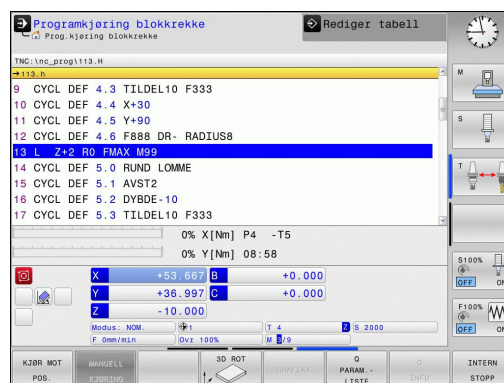 Programkjøring blokkrekke
Prog.kjøring blokkrekke
Rediger tabell
TNC:\nc_prog\113.H
→113.h
9 CYCL DEF 4.3 TILDEL10 F333
10 CYCL DEF 4.4 X+30
11 CYCL DEF 4.5 Y+90
12 CYCL DEF 4.6 F888 DR- RADIUS8
13 L Z+2 R0 FMAX M99
14 CYCL DEF 5.0 RUND LOMME
15 CYCL DEF 5.1 AVST2
16 CYCL DEF 5.2 DYBDE-10
17 CYCL DEF 5.3 TILDEL10 F333
0% X[Nm] P4 -T5
0% Y[Nm] 08:58
X +53.667 B +0.000
Y +36.997 C +0.000
Z -10.000
Modus: NOM. 1 T 4 Z S 2000
F 0mm/min Ovr 100% M 3/9
M
S
T
S100%
OFF ON
F100%
OFF ON
KJØR MOT POS.
MANUELL KJØRING
3D ROT
GRAFIKK
Q PARAM.- LISTE
Q INFO
INTERN STOPP